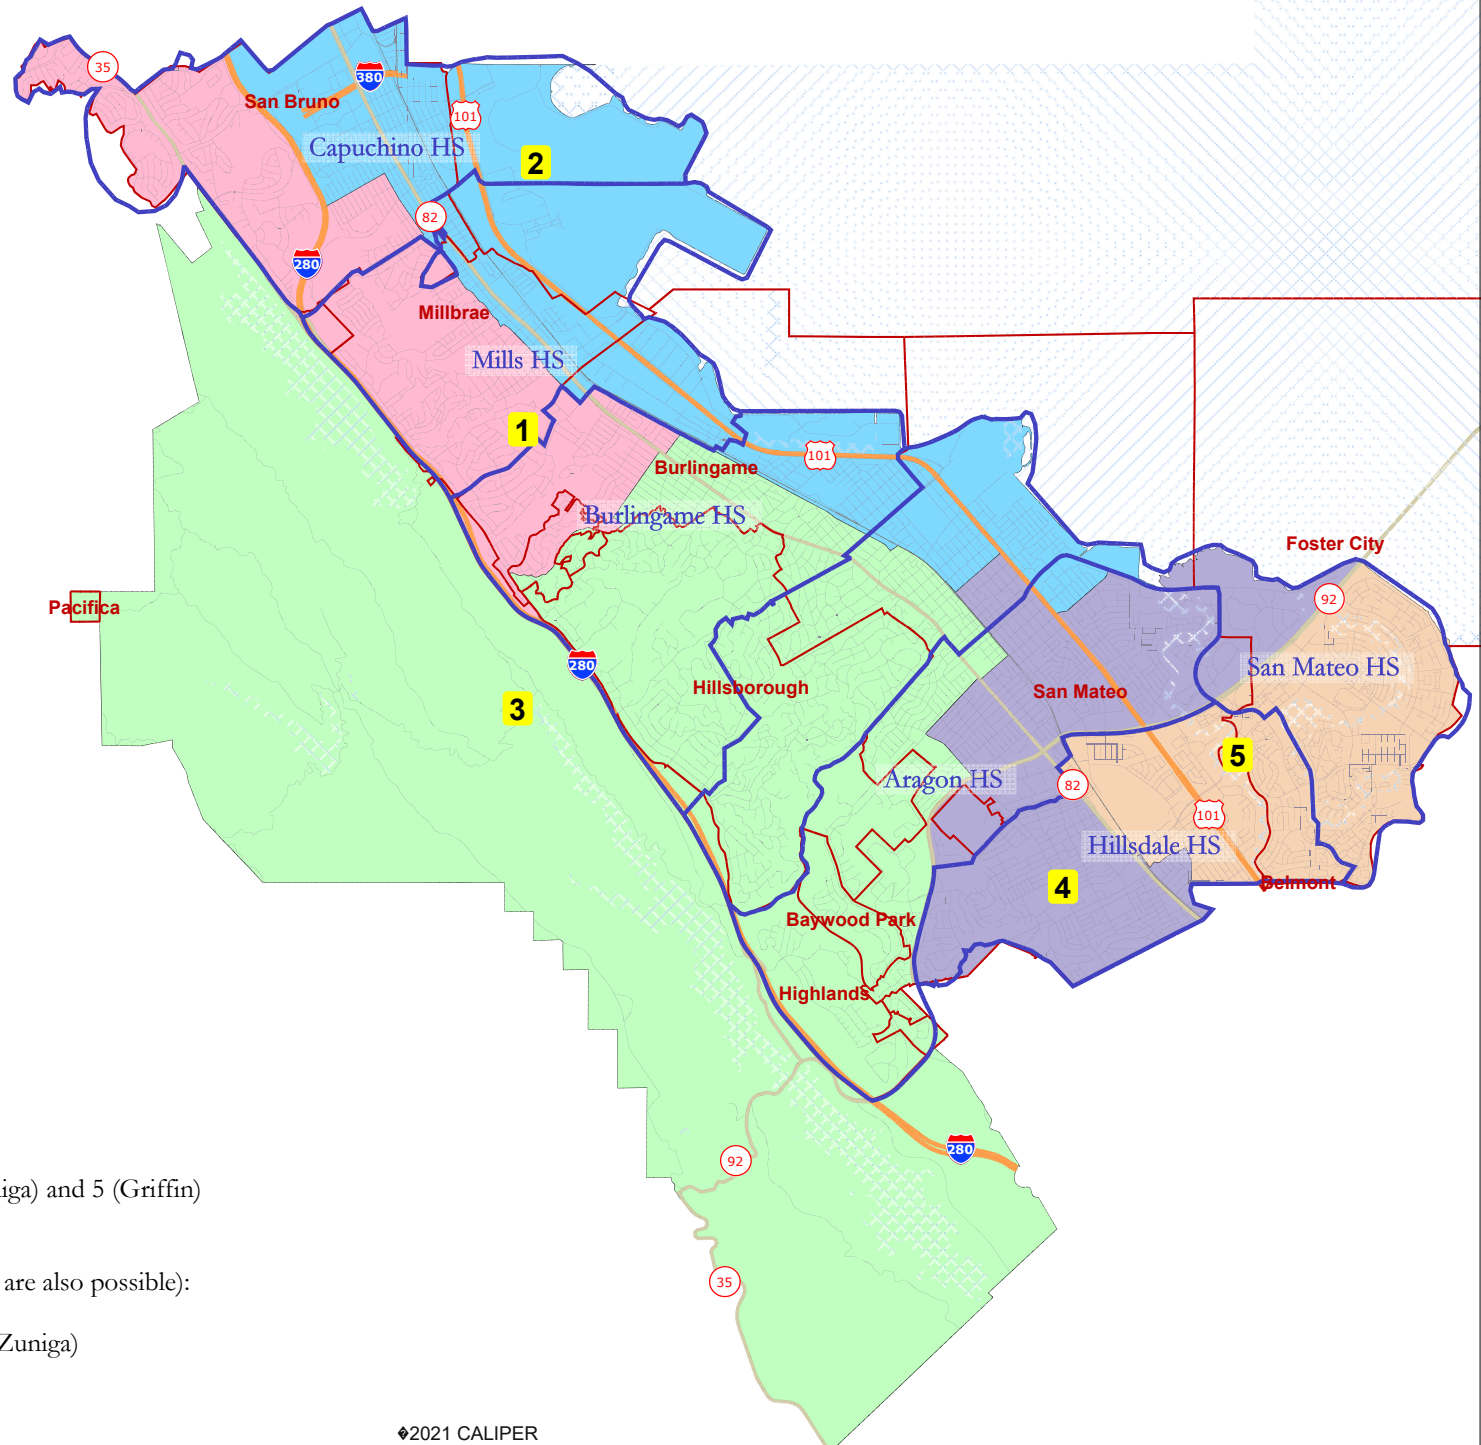 35
380
San Bruno
101
Capuchino HS
2
82
280
Millbrae
Mills HS
1
Burlingame
101
Burlingame HS
Foster City
92
Pacifica
280
San Mateo HS
Hillsborough
San Mateo
3
5
Aragon HS
82
101
Hillsdale HS
4
Belmont
Baywood Park
Highlands
280
92
iga) and 5 (Griffin)
35
are also possible):
Zuniga)
�2021 CALIPER